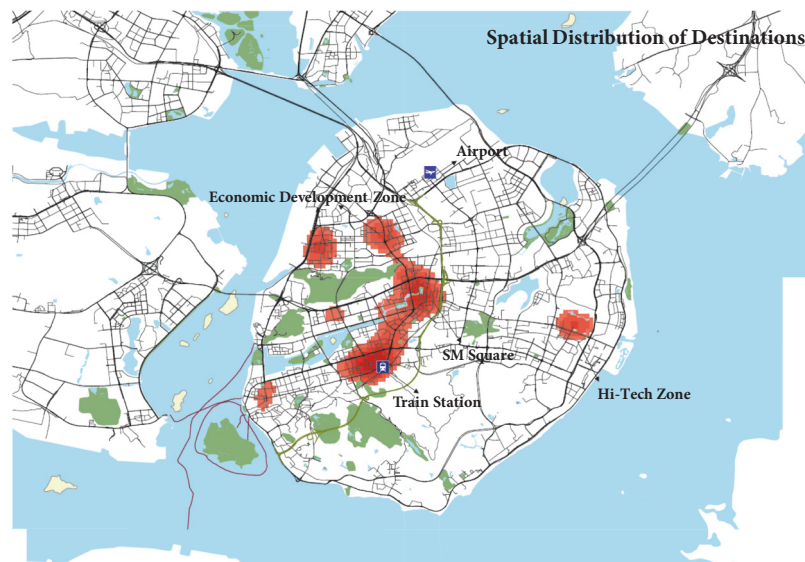 Spatial Distribution of Destinations
Airport
Economic Development Zone
SM Square
Train Station
Hi-Tech Zone